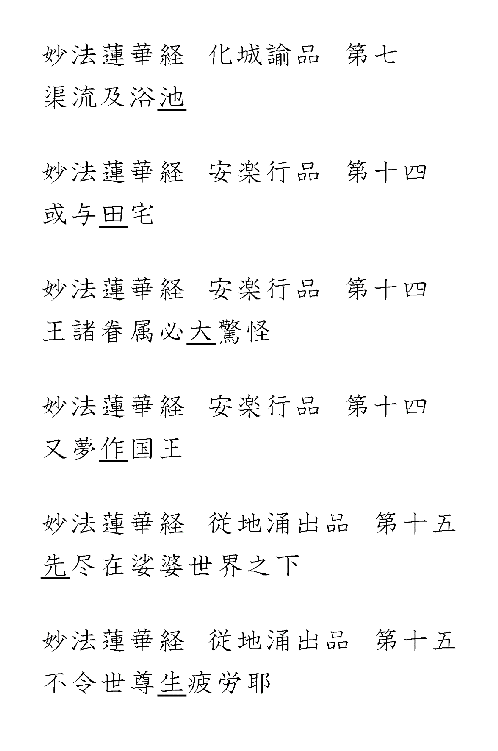 妙法蓮華経 化城諭品 第七
渠流及浴池
妙法蓮華経 安楽行品 第十四
或与田宅
妙法蓮華経 安楽行品 第十四
王諸眷属必大驚怪
妙法蓮華経 安楽行品 第十四
又夢作国王
妙法蓮華経 従地涌出品 第十五
先尽在娑婆世界之下
妙法蓮華経 従地涌出品 第十五
不令世尊生疲労耶